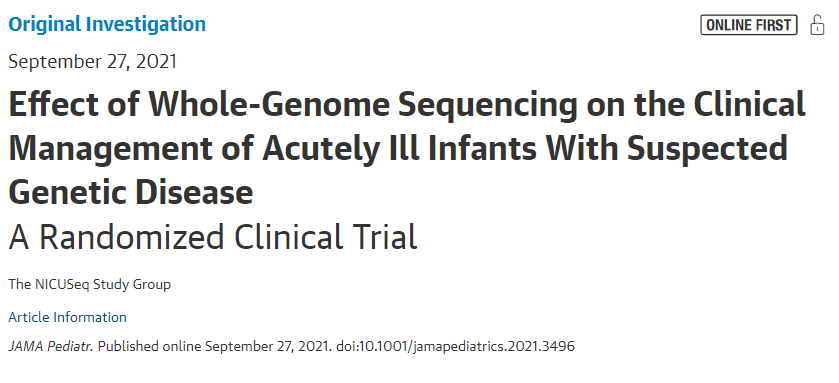 Original Investigation
ONLINE FIRST
September 27, 2021
Effect of Whole-Genome Sequencing on the Clinical
Management of Acutely Ill Infants With Suspected
Genetic Disease
A Randomized Clinical Trial
The NICUSeq Study Group
Article Information
JAMA Pediatr. Published online September 27, 2021. doi:10.1001/jamapediatrics.2021.3496